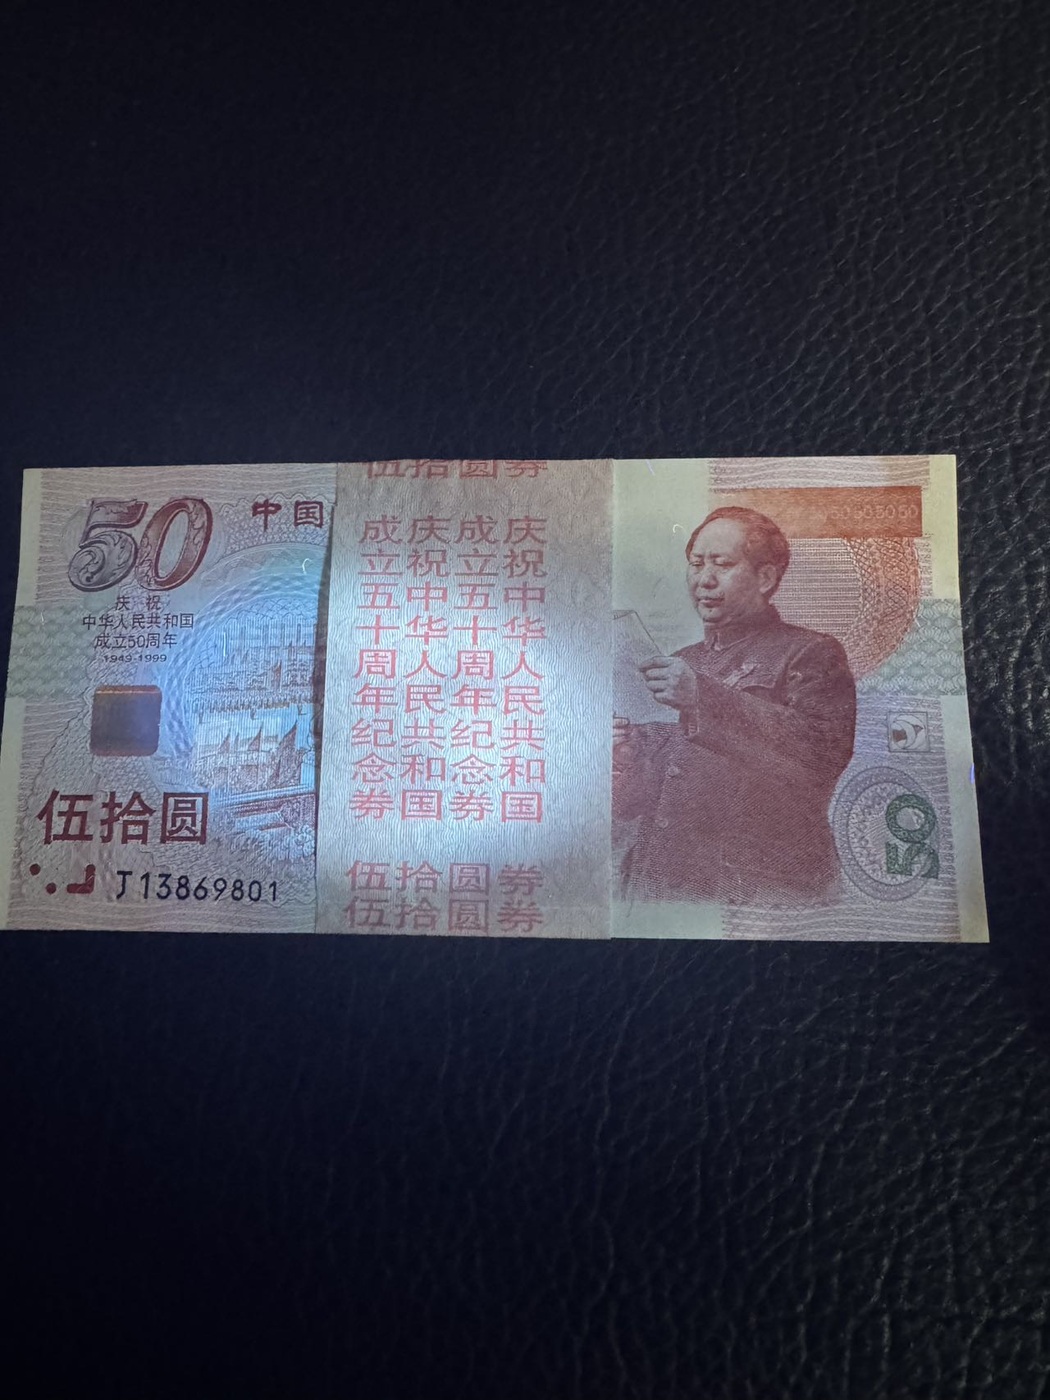 50
中国
庆祝
中华人民共和国
成立50周年
1949-1999
伍拾圆
J13869801
伍拾圆券
庆祝中华人民共和国
成立五十周年纪念券
庆祝中华人民共和国
成立五十周年纪念券
伍拾圆券
伍拾圆券
50